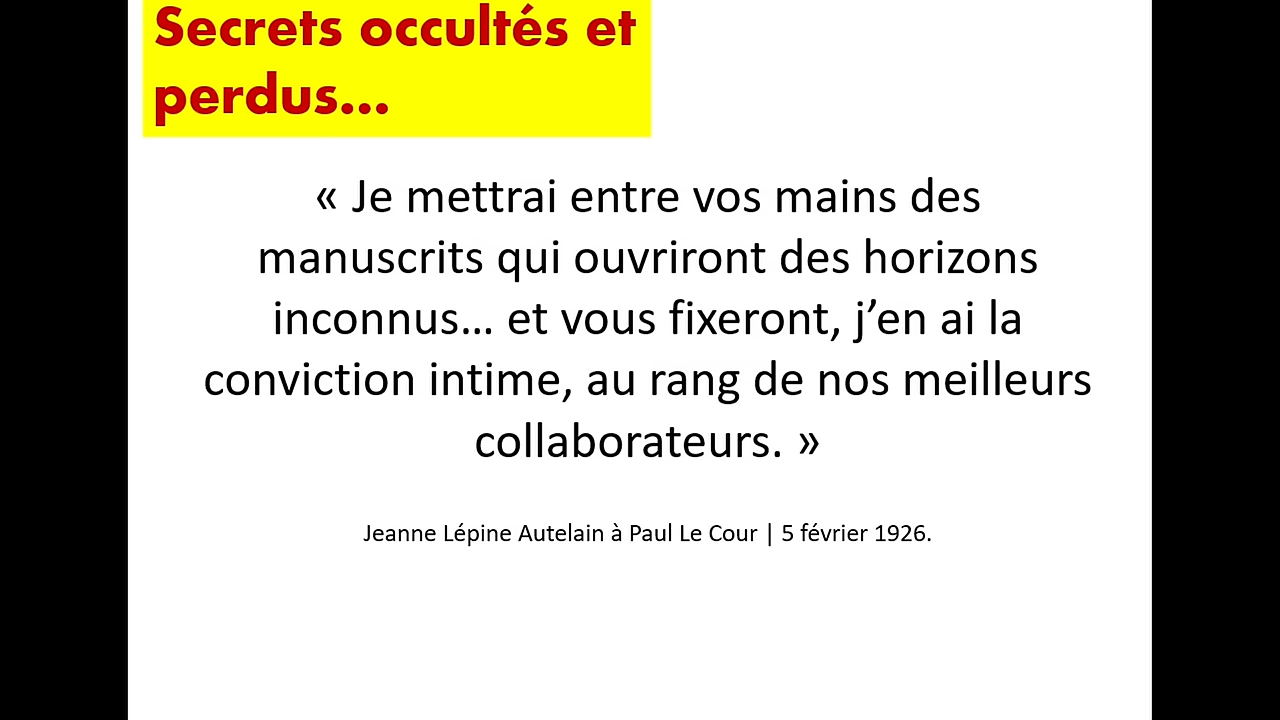 Secrets occultés et
perdus...
« Je mettrai entre vos mains des
manuscrits qui ouvriront des horizons
inconnus... et vous fixeront, j’en ai la
conviction intime, au rang de nos meilleurs
collaborateurs. »
Jeanne Lépine Autelain à Paul Le Cour | 5 février 1926.